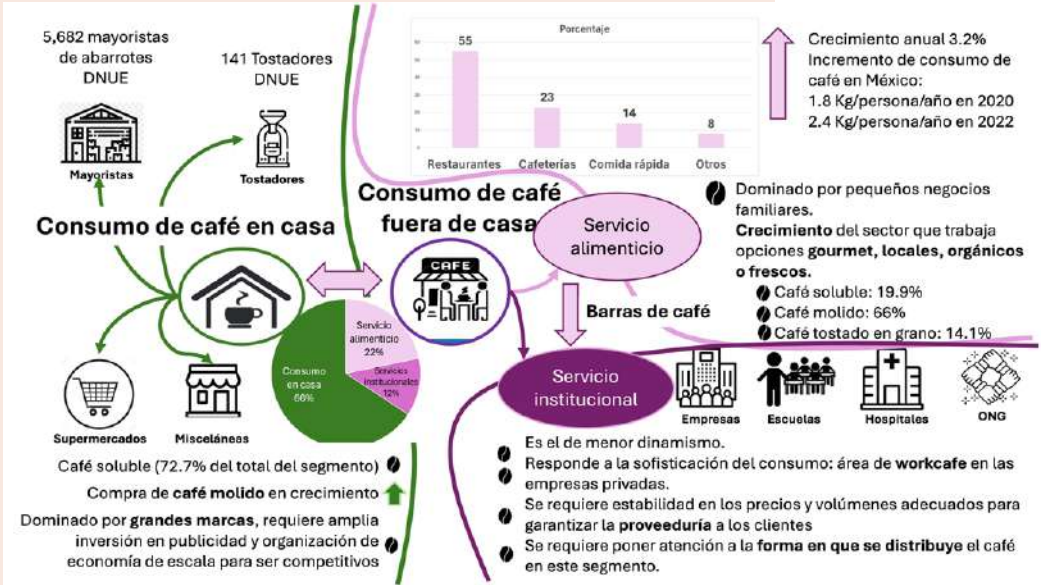 5,682 mayoristas
de abarrotes
DNUE
Mayoristas
141 Tostadores
DNUE
Tostadores
Consumo de café en casa
Supermercados
Misceláneas
Café soluble (72.7% del total del segmento)
Compra de café molido en crecimiento
Dominado por grandes marcas, requiere amplia
inversión en publicidad y organización de
economía de escala para ser competitivos
Consumo
en casa
66%
Servicio
alimenticio
22%
Servicios
institucionales
12%
Porcentaje
55
23
14
8
Restaurantes
Cafeterías
Comida rápida
Otros
Consumo de café
fuera de casa
CAFE
Servicio
alimenticio
Barras de café
Servicio
institucional
Crecimiento anual 3.2%
Incremento de consumo de
café en México:
1.8 Kg/persona/año en 2020
2.4 Kg/persona/año en 2022
Dominado por pequeños negocios
familiares.
Crecimiento del sector que trabaja
opciones gourmet, locales, orgánicos
o frescos.
Café soluble: 19.9%
Café molido: 66%
Café tostado en grano: 14.1%
Empresas
Escuelas
Hospitales
ONG
Es el de menor dinamismo.
Responde a la sofisticación del consumo: área de workcafe en las
empresas privadas.
Se requiere estabilidad en los precios y volúmenes adecuados para
garantizar la proveeduría a los clientes
Se requiere poner atención a la forma en que se distribuye el café
en este segmento.